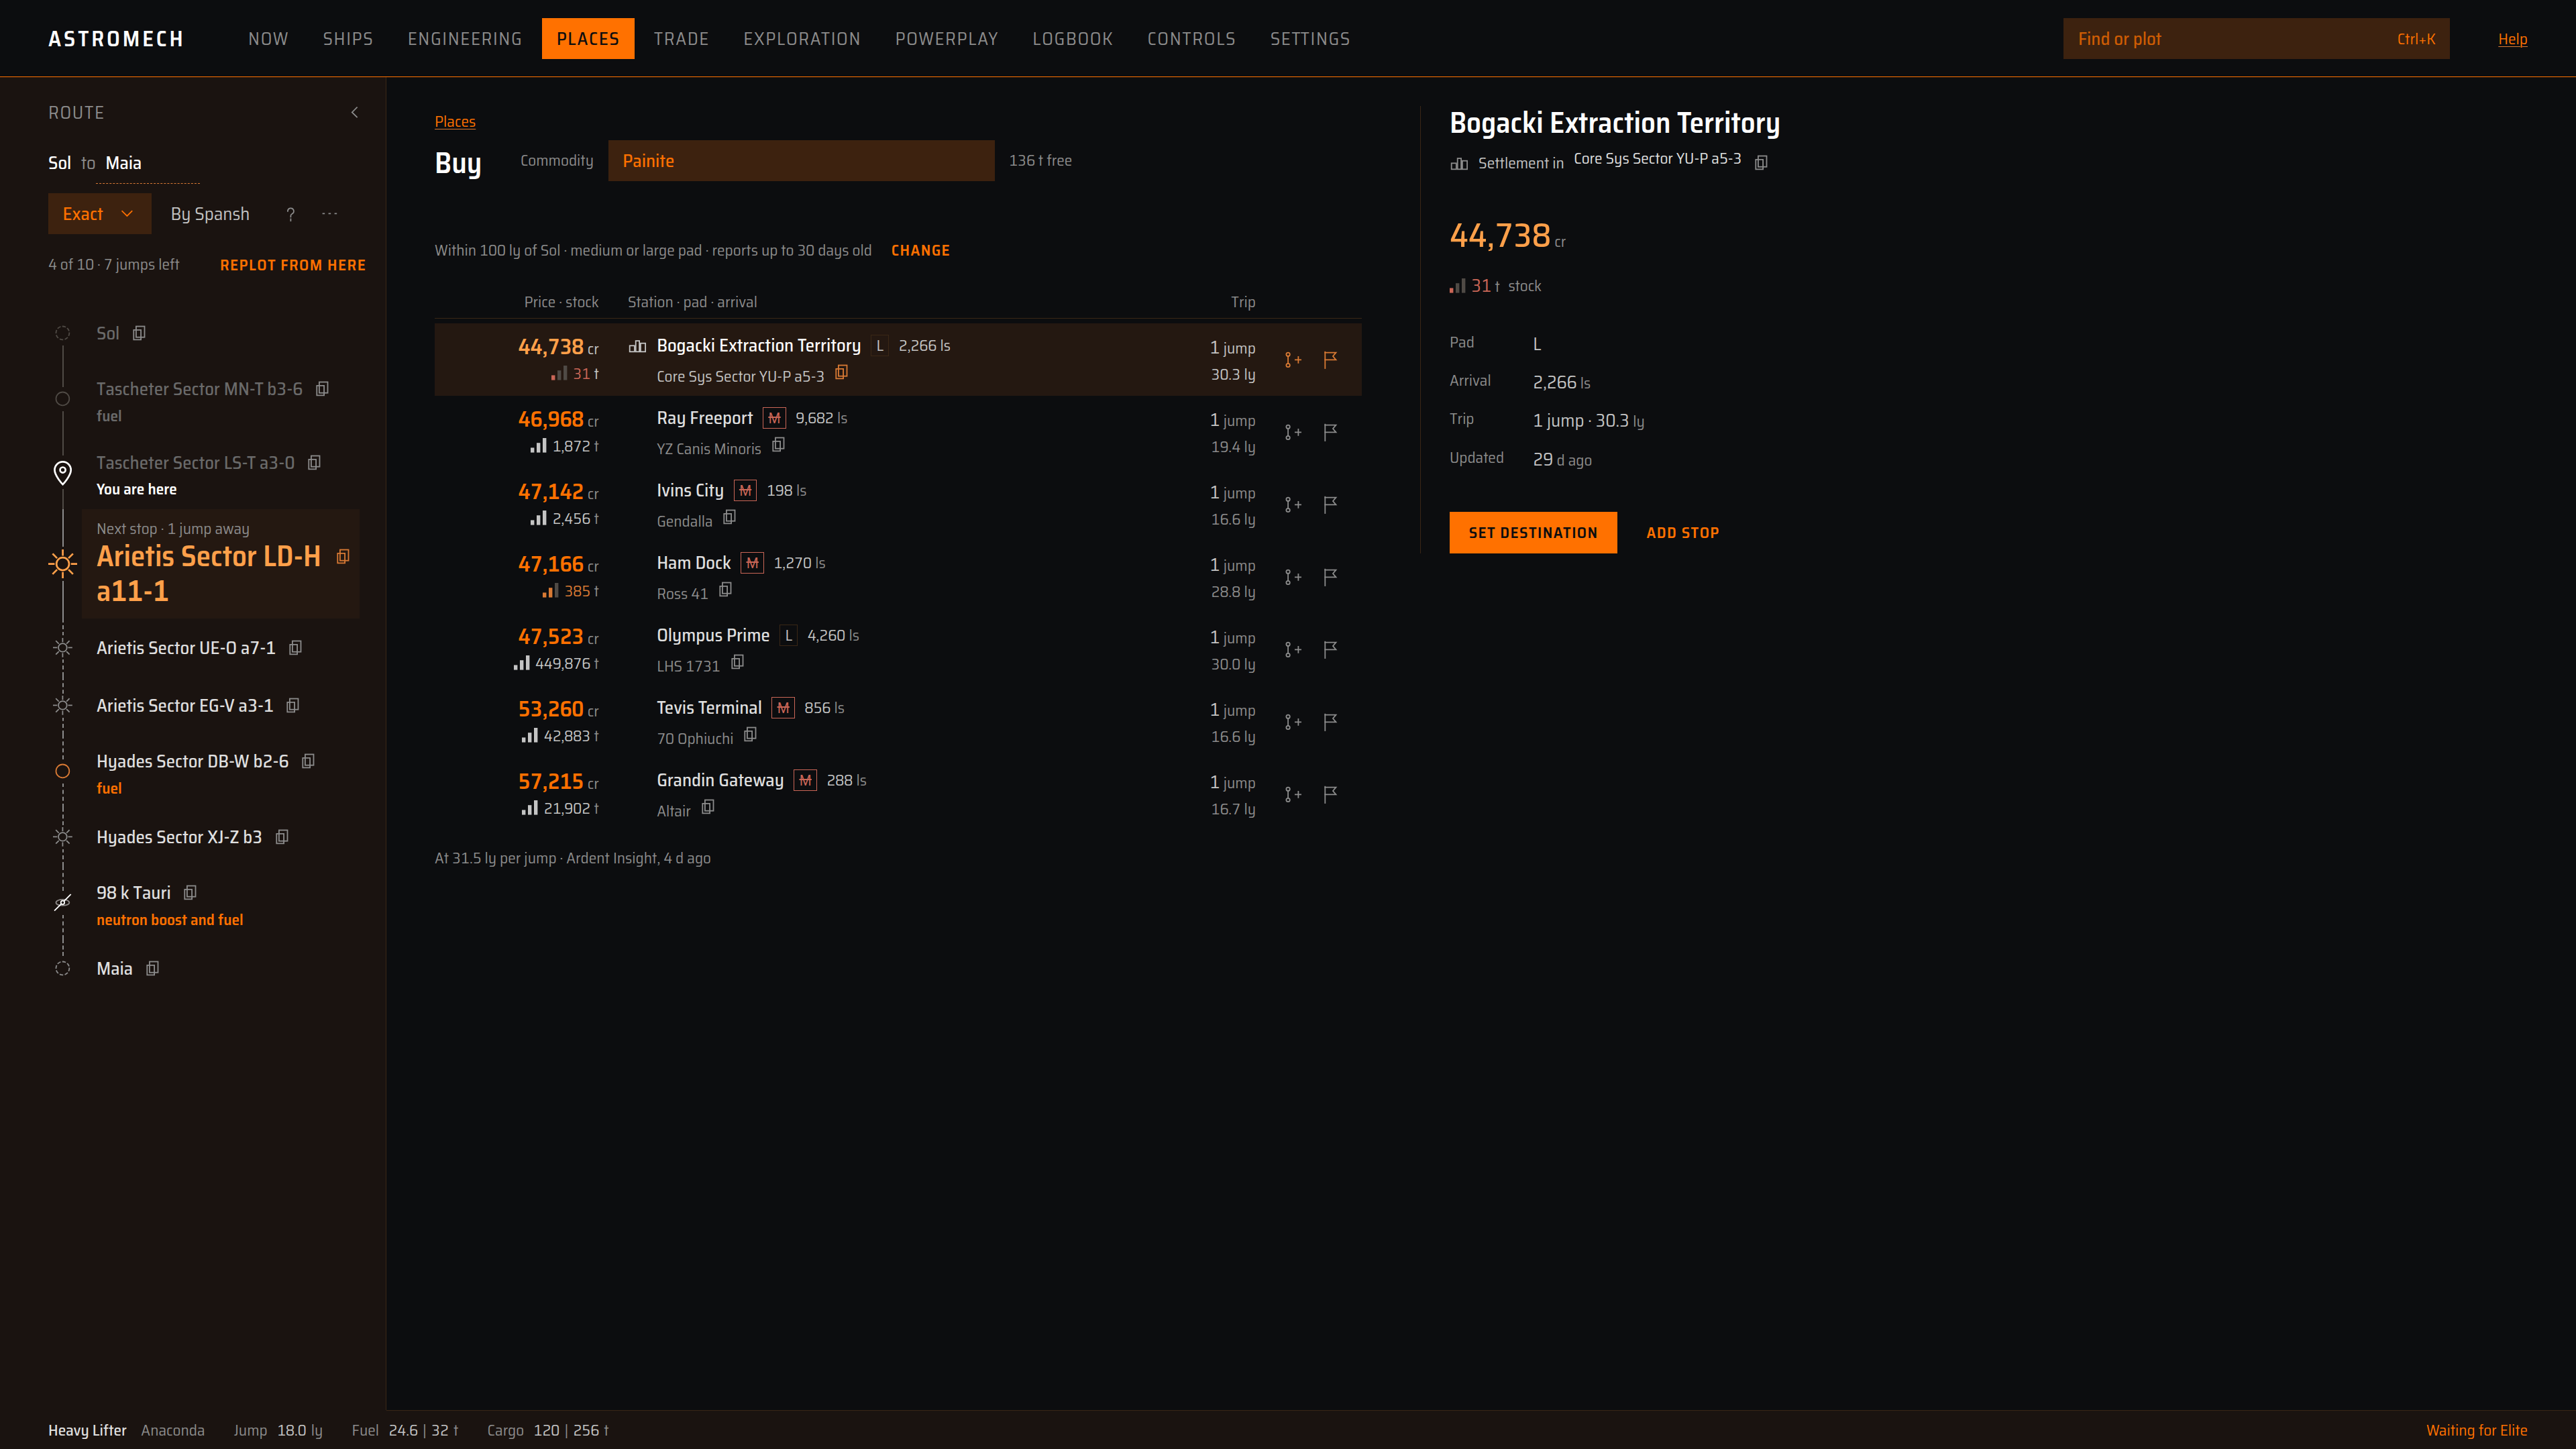 ASTROMECH NOW SHIPS ENGINEERING PLACES TRADE EXPLORATION POWERPLAY LOGBOOK CONTROLS SETTINGS Find or plot Ctrl+K Help
ROUTE
Sol to Maia
Exact By Spansh ? ...
4 of 10 · 7 jumps left REPLOT FROM HERE
Sol
Tascheter Sector MN-T b3-6
fuel
Tascheter Sector LS-T a3-0
You are here
Next stop · 1 jump away
Arietis Sector LD-H
a11-1
Arietis Sector UE-O a7-1
Arietis Sector EG-V a3-1
Hyades Sector DB-W b2-6
fuel
Hyades Sector XJ-Z b3
98 k Tauri
neutron boost and fuel
Maia
Places
Buy Commodity Painite 136 t free
Within 100 ly of Sol · medium or large pad · reports up to 30 days old CHANGE
Price · stock Station · pad · arrival Trip
44,738 cr Bogacki Extraction Territory L 2,266 ls 1 jump
31 t Core Sys Sector YU-P a5-3 30.3 ly
46,968 cr Ray Freeport M 9,682 ls 1 jump
1,872 t YZ Canis Minoris 19.4 ly
47,142 cr Ivins City M 198 ls 1 jump
2,456 t Gendalla 16.6 ly
47,166 cr Ham Dock M 1,270 ls 1 jump
385 t Ross 41 28.8 ly
47,523 cr Olympus Prime L 4,260 ls 1 jump
449,876 t LHS 1731 30.0 ly
53,260 cr Tevis Terminal M 856 ls 1 jump
42,883 t 70 Ophiuchi 16.6 ly
57,215 cr Grandin Gateway M 288 ls 1 jump
21,902 t Altair 16.7 ly
At 31.5 ly per jump · Ardent Insight, 4 d ago
Bogacki Extraction Territory
Settlement in Core Sys Sector YU-P a5-3
44,738 cr
31 t stock
Pad L
Arrival 2,266 ls
Trip 1 jump · 30.3 ly
Updated 29 d ago
SET DESTINATION ADD STOP
Heavy Lifter Anaconda Jump 18.0 ly Fuel 24.6 | 32 t Cargo 120 | 256 t Waiting for Elite